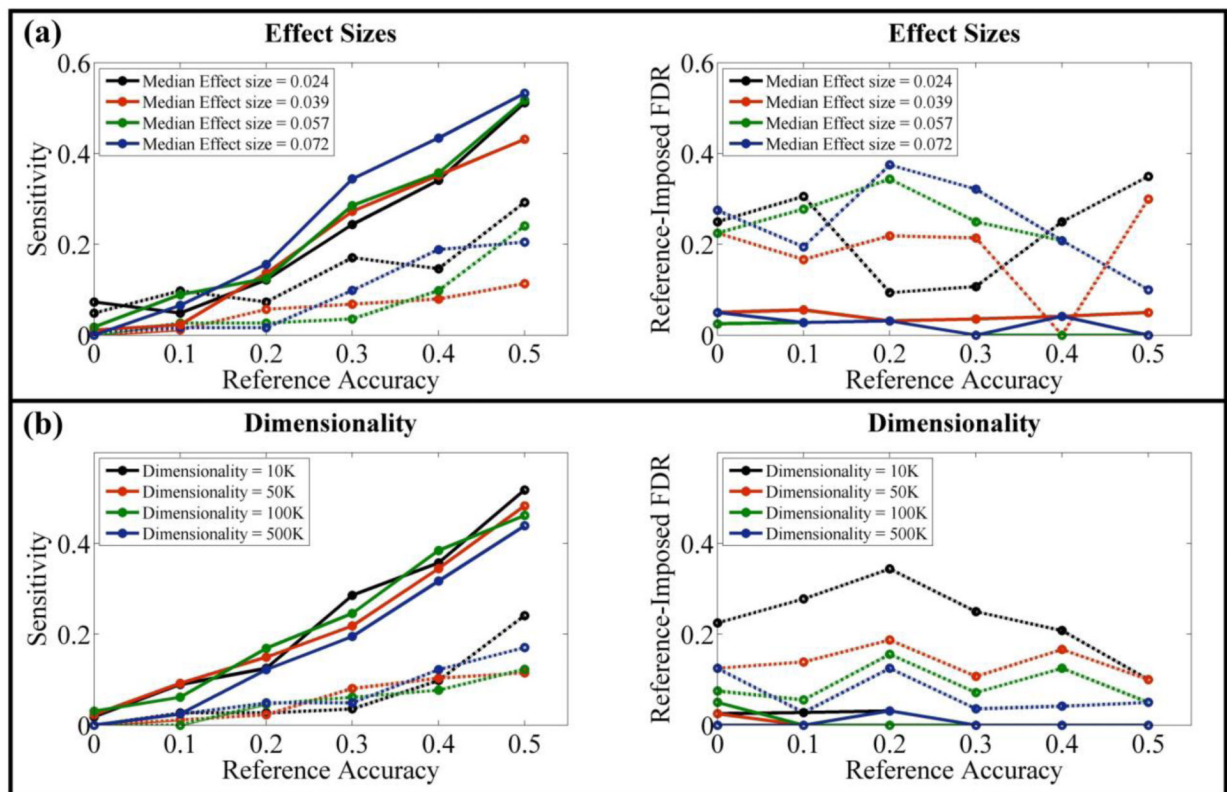 (a)
Effect Sizes
0.6
0.4
0.2
0
Sensitivity
Median Effect size = 0.024
Median Effect size = 0.039
Median Effect size = 0.057
Median Effect size = 0.072
0 0.1 0.2 0.3 0.4 0.5
Reference Accuracy
Effect Sizes
0.6
0.4
0.2
0
Reference-Imposed FDR
Median Effect size = 0.024
Median Effect size = 0.039
Median Effect size = 0.057
Median Effect size = 0.072
0 0.1 0.2 0.3 0.4 0.5
Reference Accuracy
(b)
Dimensionality
0.4
0.2
0
Sensitivity
Dimensionality = 10K
Dimensionality = 50K
Dimensionality = 100K
Dimensionality = 500K
0 0.1 0.2 0.3 0.4 0.5
Reference Accuracy
Dimensionality
0.4
0.2
0
Reference-Imposed FDR
Dimensionality = 10K
Dimensionality = 50K
Dimensionality = 100K
Dimensionality = 500K
0 0.1 0.2 0.3 0.4 0.5
Reference Accuracy